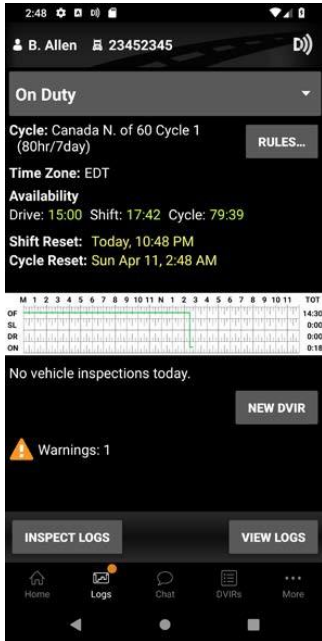 2:48
B. Allen 23452345
On Duty
Cycle: Canada N. of 60 Cycle 1
(80hr/7day)
RULES...
Time Zone: EDT
Availability
Drive: 15:00 Shift: 17:42 Cycle: 79:39
Shift Reset: Today, 10:48 PM
Cycle Reset: Sun Apr 11, 2:48 AM
M 1 2 3 4 5 6 7 8 9 10 11 N 1 2 3 4 5 6 7 8 9 10 11 TOT
OF 14:30
SL 0:00
DR 0:00
ON 0:18
No vehicle inspections today.
NEW DVIR
Warnings: 1
INSPECT LOGS VIEW LOGS
Home Logs Chat DVIRs More